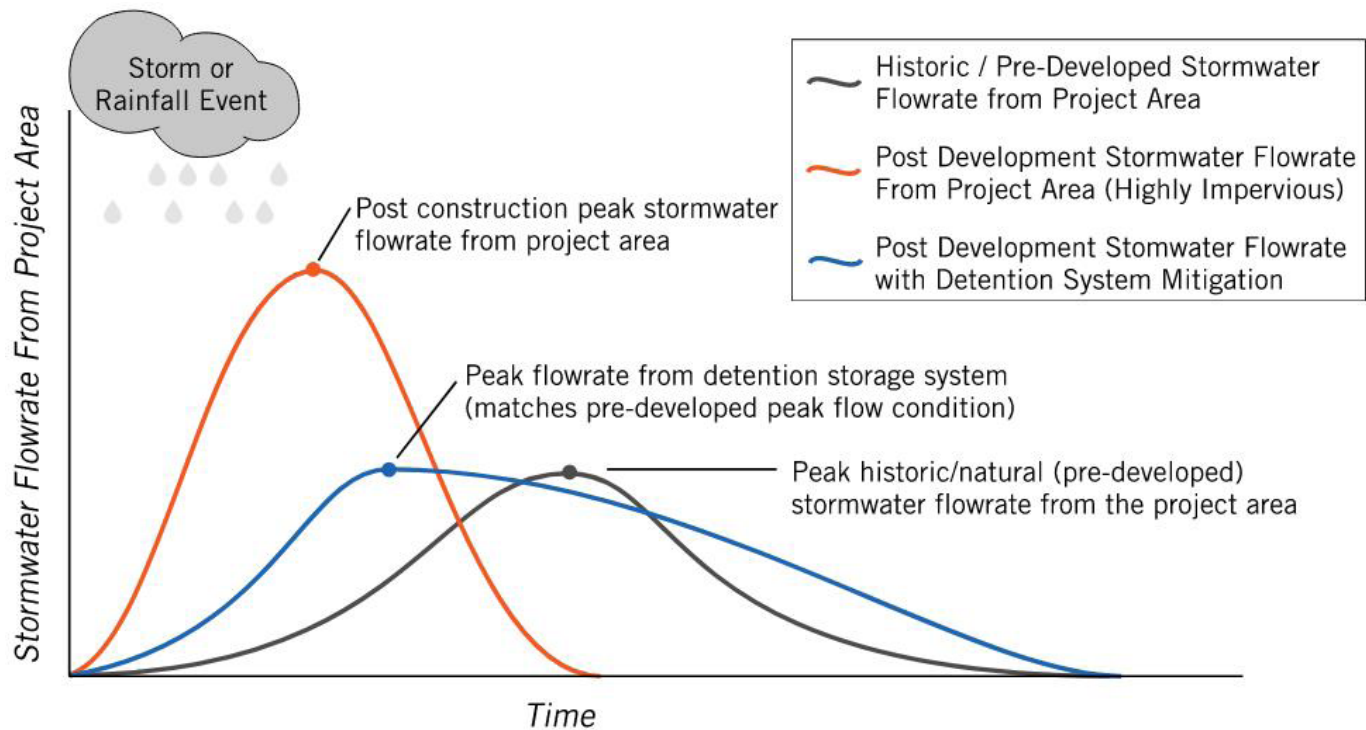 Storm or
Rainfall Event
Historic / Pre-Developed Stormwater
Flowrate from Project Area
Post Development Stormwater Flowrate
From Project Area (Highly Impervious)
Post Development Stomwater Flowrate
with Detention System Mitigation
Stormwater Flowrate From Project Area
Post construction peak stormwater
flowrate from project area
Peak flowrate from detention storage system
(matches pre-developed peak flow condition)
Peak historic/natural (pre-developed)
stormwater flowrate from the project area
Time